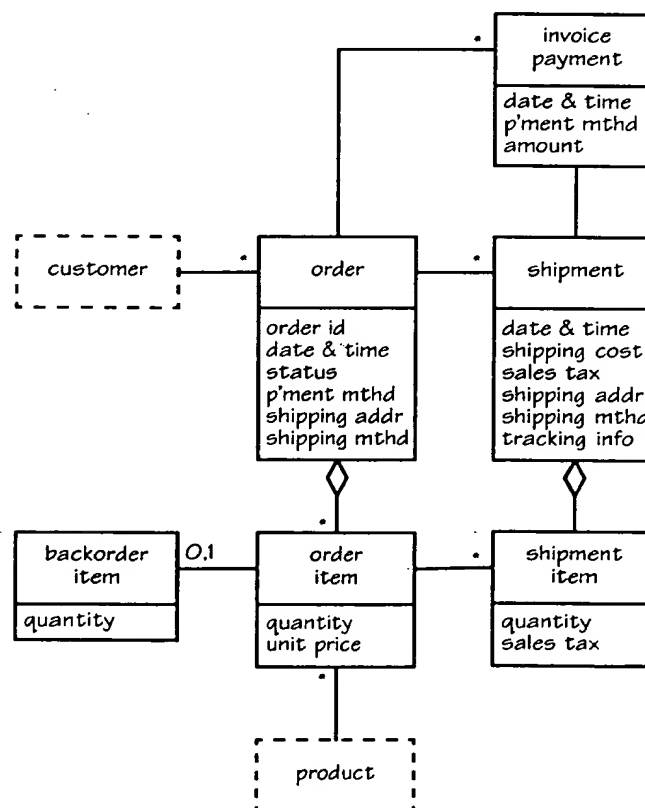 *
invoice
payment
date & time
p'ment mthd
amount
customer
*
order
*
shipment
order id
date & time
status
p'ment mthd
shipping addr
shipping mthd
date & time
shipping cost
sales tax
shipping addr
shipping mthd
tracking info
*
backorder
item
0,1
order
item
*
shipment
item
quantity
quantity
unit price
quantity
sales tax
*
product